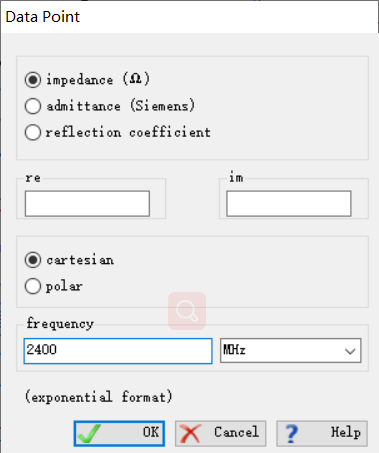 Data Point
impedance (Ω)
admittance (Siemens)
reflection coefficient
re im
cartesian
polar
frequency
2400 MHz
(exponential format)
OK Cancel ? Help